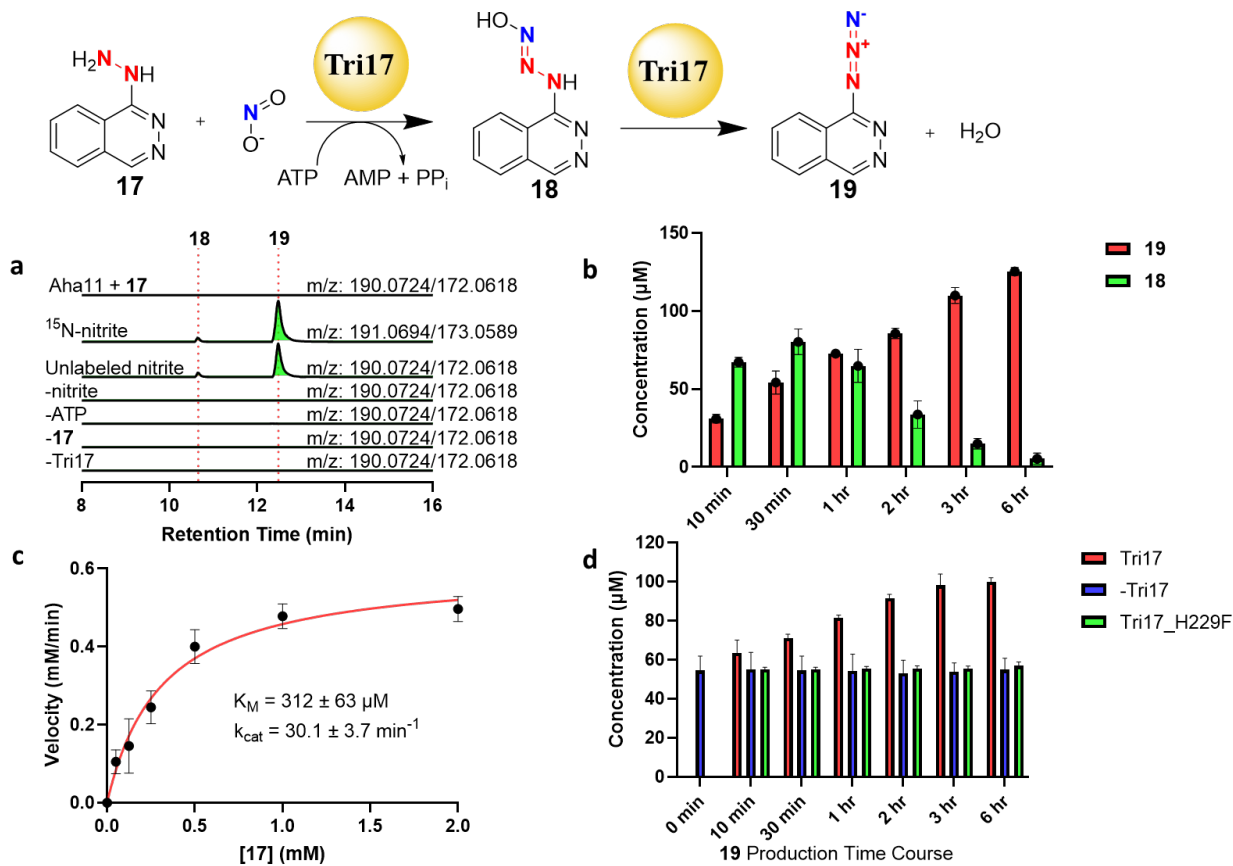 H₂N
N
NH
17
+
N
O
O⁻
Tri17
ATP
AMP + PPᵢ
HO
N
N
NH
N
N
18
Tri17
N⁻
N⁺
N
N
N
19
+ H₂O
a
18
19
Aha11 + 17 m/z: 190.0724/172.0618
¹⁵N-nitrite m/z: 191.0694/173.0589
Unlabeled nitrite m/z: 190.0724/172.0618
-nitrite m/z: 190.0724/172.0618
-ATP m/z: 190.0724/172.0618
-17 m/z: 190.0724/172.0618
-Tri17 m/z: 190.0724/172.0618
8 10 12 14 16
Retention Time (min)
b
Concentration (µM)
150
100
50
0
10 min 30 min 1 hr 2 hr 3 hr 6 hr
19
18
c
Velocity (mM/min)
0.6
0.4
0.2
0.0
K_M = 312 ± 63 µM
k_cat = 30.1 ± 3.7 min⁻¹
0.0 0.5 1.0 1.5 2.0
[17] (mM)
d
Concentration (µM)
120
100
80
60
40
20
0
0 min 10 min 30 min 1 hr 2 hr 3 hr 6 hr
19 Production Time Course
Tri17
-Tri17
Tri17_H229F